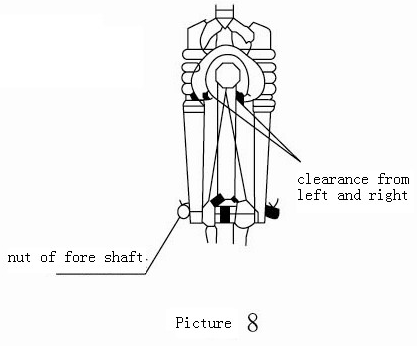 clearance from
left and right
nut of fore shaft.
Picture 8